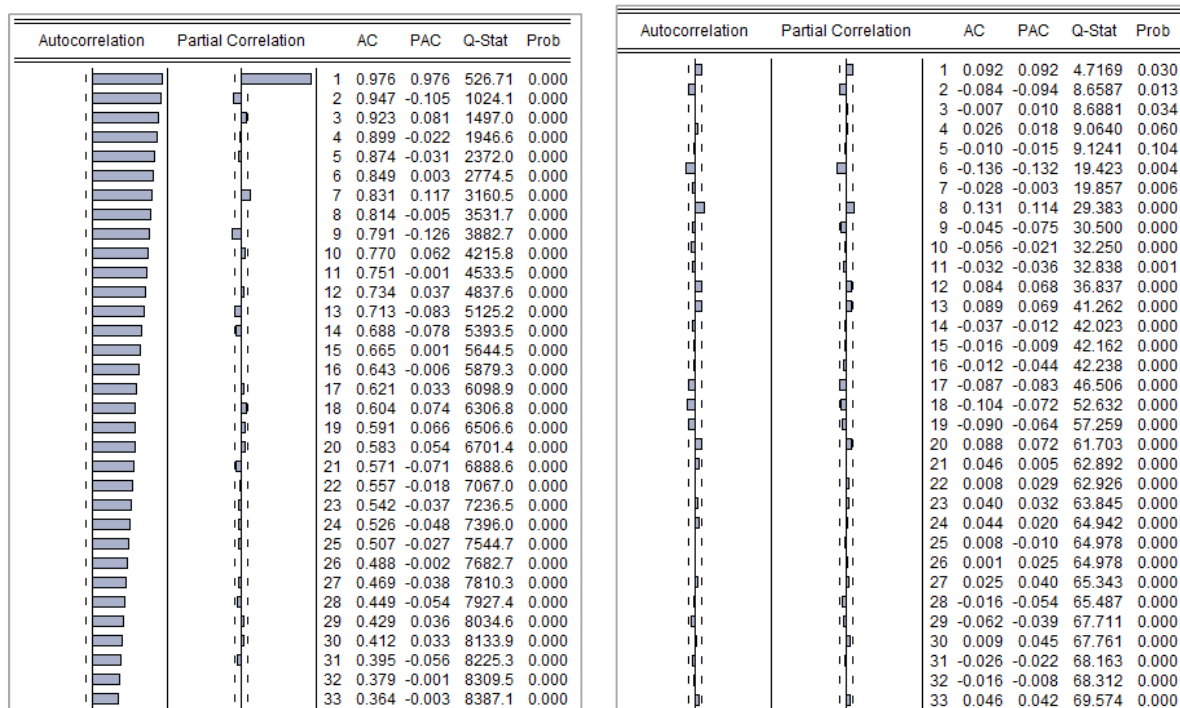 Autocorrelation Partial Correlation AC PAC Q-Stat Prob
1 0.976 0.976 526.71 0.000
2 0.947 -0.105 1024.1 0.000
3 0.923 0.081 1497.0 0.000
4 0.899 -0.022 1946.6 0.000
5 0.874 -0.031 2372.0 0.000
6 0.849 0.003 2774.5 0.000
7 0.831 0.117 3160.5 0.000
8 0.814 -0.005 3531.7 0.000
9 0.791 -0.126 3882.7 0.000
10 0.770 0.062 4215.8 0.000
11 0.751 -0.001 4533.5 0.000
12 0.734 0.037 4837.6 0.000
13 0.713 -0.083 5125.2 0.000
14 0.688 -0.078 5393.5 0.000
15 0.665 0.001 5644.5 0.000
16 0.643 -0.006 5879.3 0.000
17 0.621 0.033 6098.9 0.000
18 0.604 0.074 6306.8 0.000
19 0.591 0.066 6506.6 0.000
20 0.583 0.054 6701.4 0.000
21 0.571 -0.071 6888.6 0.000
22 0.557 -0.018 7067.0 0.000
23 0.542 -0.037 7236.5 0.000
24 0.526 -0.048 7396.0 0.000
25 0.507 -0.027 7544.7 0.000
26 0.488 -0.002 7682.7 0.000
27 0.469 -0.038 7810.3 0.000
28 0.449 -0.054 7927.4 0.000
29 0.429 0.036 8034.6 0.000
30 0.412 0.033 8133.9 0.000
31 0.395 -0.056 8225.3 0.000
32 0.379 -0.001 8309.5 0.000
33 0.364 -0.003 8387.1 0.000
Autocorrelation Partial Correlation AC PAC Q-Stat Prob
1 0.092 0.092 4.7169 0.030
2 -0.084 -0.094 8.6587 0.013
3 -0.007 0.010 8.6881 0.034
4 0.026 0.018 9.0640 0.060
5 -0.010 -0.015 9.1241 0.104
6 -0.136 -0.132 19.423 0.004
7 -0.028 -0.003 19.857 0.006
8 0.131 0.114 29.383 0.000
9 -0.045 -0.075 30.500 0.000
10 -0.056 -0.021 32.250 0.000
11 -0.032 -0.036 32.838 0.001
12 0.084 0.068 36.837 0.000
13 0.089 0.069 41.262 0.000
14 -0.037 -0.012 42.023 0.000
15 -0.016 -0.009 42.162 0.000
16 -0.012 -0.044 42.238 0.000
17 -0.087 -0.083 46.506 0.000
18 -0.104 -0.072 52.632 0.000
19 -0.090 -0.064 57.259 0.000
20 0.088 0.072 61.703 0.000
21 0.046 0.005 62.892 0.000
22 0.008 0.029 62.926 0.000
23 0.040 0.032 63.845 0.000
24 0.044 0.020 64.942 0.000
25 0.008 -0.010 64.978 0.000
26 0.001 0.025 64.978 0.000
27 0.025 0.040 65.343 0.000
28 -0.016 -0.054 65.487 0.000
29 -0.062 -0.039 67.711 0.000
30 0.009 0.045 67.761 0.000
31 -0.026 -0.022 68.163 0.000
32 -0.016 -0.008 68.312 0.000
33 0.046 0.042 69.574 0.000